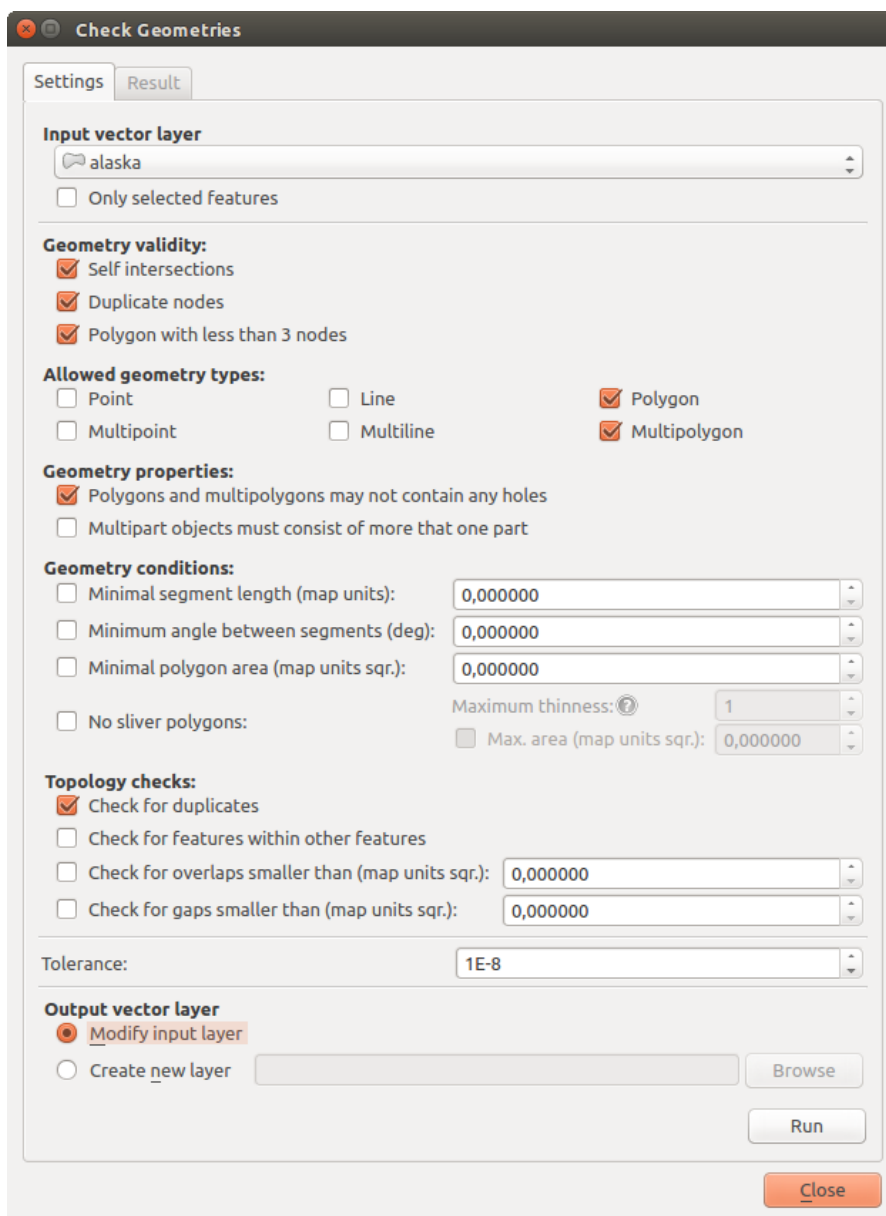 Check Geometries
Settings Result
Input vector layer
alaska
Only selected features
Geometry validity:
Self intersections
Duplicate nodes
Polygon with less than 3 nodes
Allowed geometry types:
Point Line Polygon
Multipoint Multiline Multipolygon
Geometry properties:
Polygons and multipolygons may not contain any holes
Multipart objects must consist of more that one part
Geometry conditions:
Minimal segment length (map units): 0,000000
Minimum angle between segments (deg): 0,000000
Minimal polygon area (map units sqr.): 0,000000
Maximum thinness: ? 1
No sliver polygons:
Max. area (map units sqr.): 0,000000
Topology checks:
Check for duplicates
Check for features within other features
Check for overlaps smaller than (map units sqr.): 0,000000
Check for gaps smaller than (map units sqr.): 0,000000
Tolerance: 1E-8
Output vector layer
Modify input layer
Create new layer Browse
Run
Close